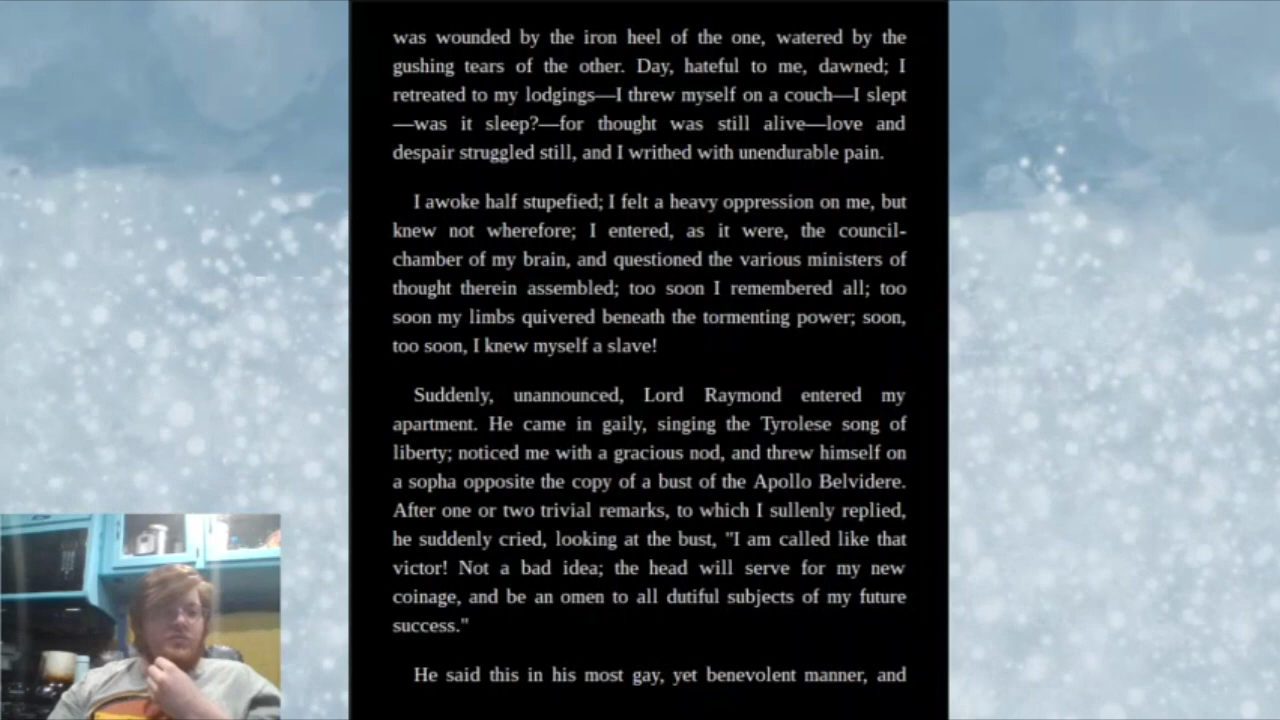 was wounded by the iron heel of the one, watered by the
gushing tears of the other. Day, hateful to me, dawned; I
retreated to my lodgings—I threw myself on a couch—I slept
—was it sleep?—for thought was still alive—love and
despair struggled still, and I writhed with unendurable pain.
I awoke half stupefied; I felt a heavy oppression on me, but
knew not wherefore; I entered, as it were, the council-
chamber of my brain, and questioned the various ministers of
thought therein assembled; too soon I remembered all; too
soon my limbs quivered beneath the tormenting power; soon,
too soon, I knew myself a slave!
Suddenly, unannounced, Lord Raymond entered my
apartment. He came in gaily, singing the Tyrolese song of
liberty; noticed me with a gracious nod, and threw himself on
a sopha opposite the copy of a bust of the Apollo Belvidere.
After one or two trivial remarks, to which I sullenly replied,
he suddenly cried, looking at the bust, "I am called like that
victor! Not a bad idea; the head will serve for my new
coinage, and be an omen to all dutiful subjects of my future
success."
He said this in his most gay, yet benevolent manner, and